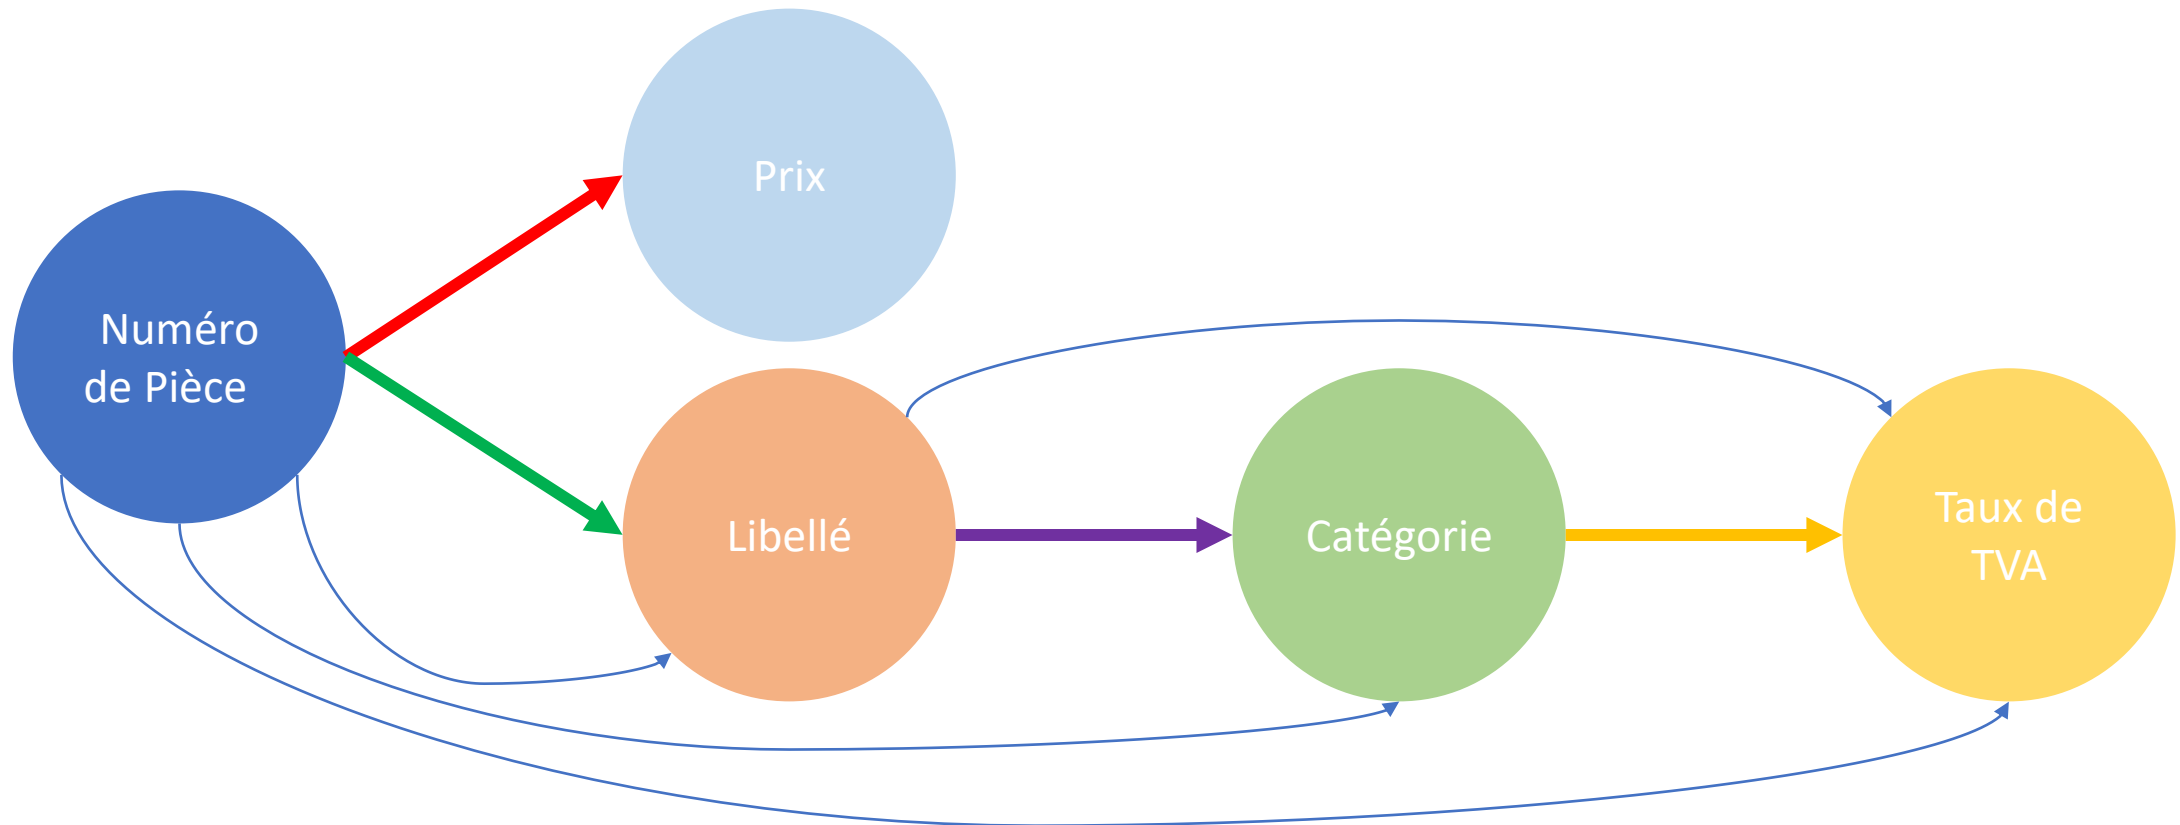 Prix
Numéro
de Pièce
Libellé
Catégorie
Taux de
TVA